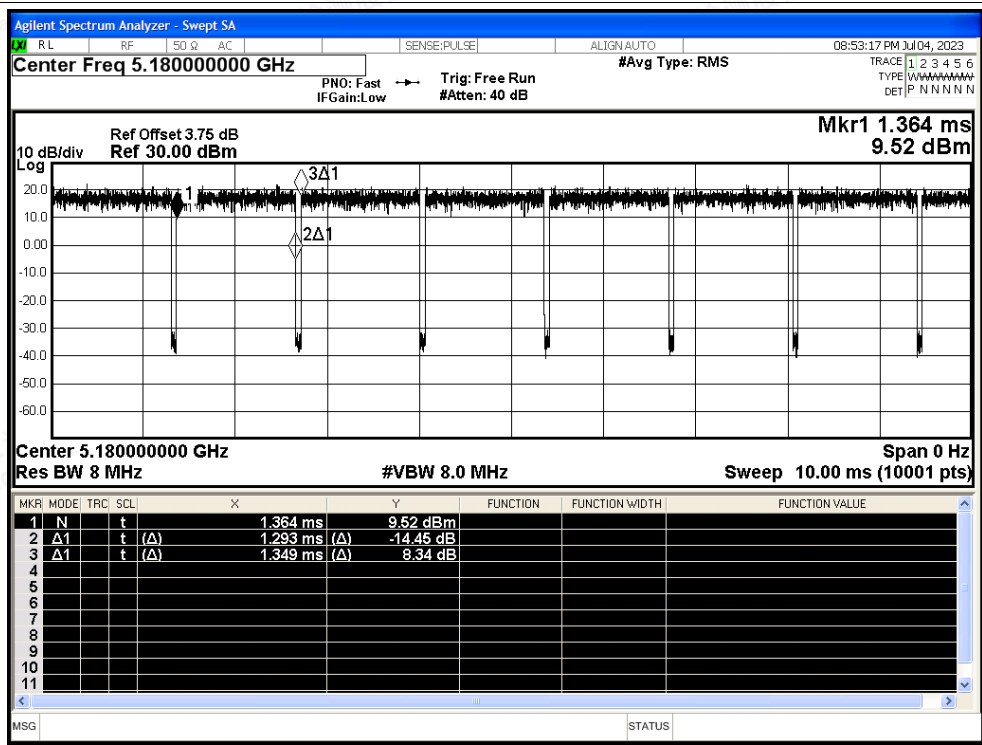 Agilent Spectrum Analyzer - Swept SA
LXI RL RF 50 Ω AC SENSE:PULSE ALIGN AUTO 08:53:17 PM Jul 04, 2023
Center Freq 5.180000000 GHz #Avg Type: RMS TRACE 1 2 3 4 5 6
PNO: Fast Trig: Free Run TYPE
IFGain:Low #Atten: 40 dB DET P N N N N N
Mkr1 1.364 ms
Ref Offset 3.75 dB
10 dB/div Ref 30.00 dBm 9.52 dBm
Log
3Δ1
20.0
1
10.0
2Δ1
0.00
-10.0
-20.0
-30.0
-40.0
-50.0
-60.0
Center 5.180000000 GHz Span 0 Hz
Res BW 8 MHz #VBW 8.0 MHz Sweep 10.00 ms (10001 pts)
MKR MODE TRC SCL X Y FUNCTION FUNCTION WIDTH FUNCTION VALUE
1 N t 1.364 ms 9.52 dBm
2 Δ1 t (Δ) 1.293 ms (Δ) -14.45 dB
3 Δ1 t (Δ) 1.349 ms (Δ) 8.34 dB
4
5
6
7
8
9
10
11
MSG STATUS